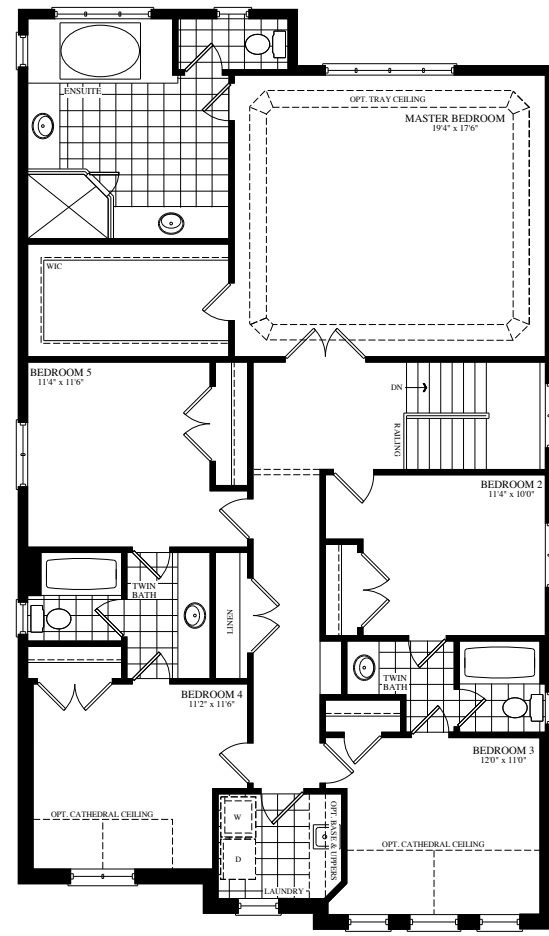 ENSUITE
OPT. TRAY CEILING
MASTER BEDROOM
19'4" x 17'6"
WIC
BEDROOM 5
11'4" x 11'6"
DN
RAILING
BEDROOM 2
11'4" x 10'0"
TWIN
BATH
LINEN
TWIN
BATH
BEDROOM 4
11'2" x 11'6"
BEDROOM 3
12'0" x 11'0"
W
OPT. BASE
& UPPERS
OPT. CATHEDRAL CEILING
OPT. CATHEDRAL CEILING
D
LAUNDRY